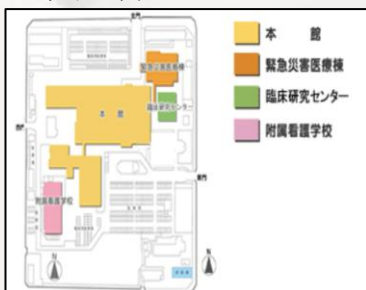 本　　館
緊急災害医療棟
臨床研究センター
附属看護学校
緊急災害医療棟
臨床研究センター
本　館
附属看護学校
N
N